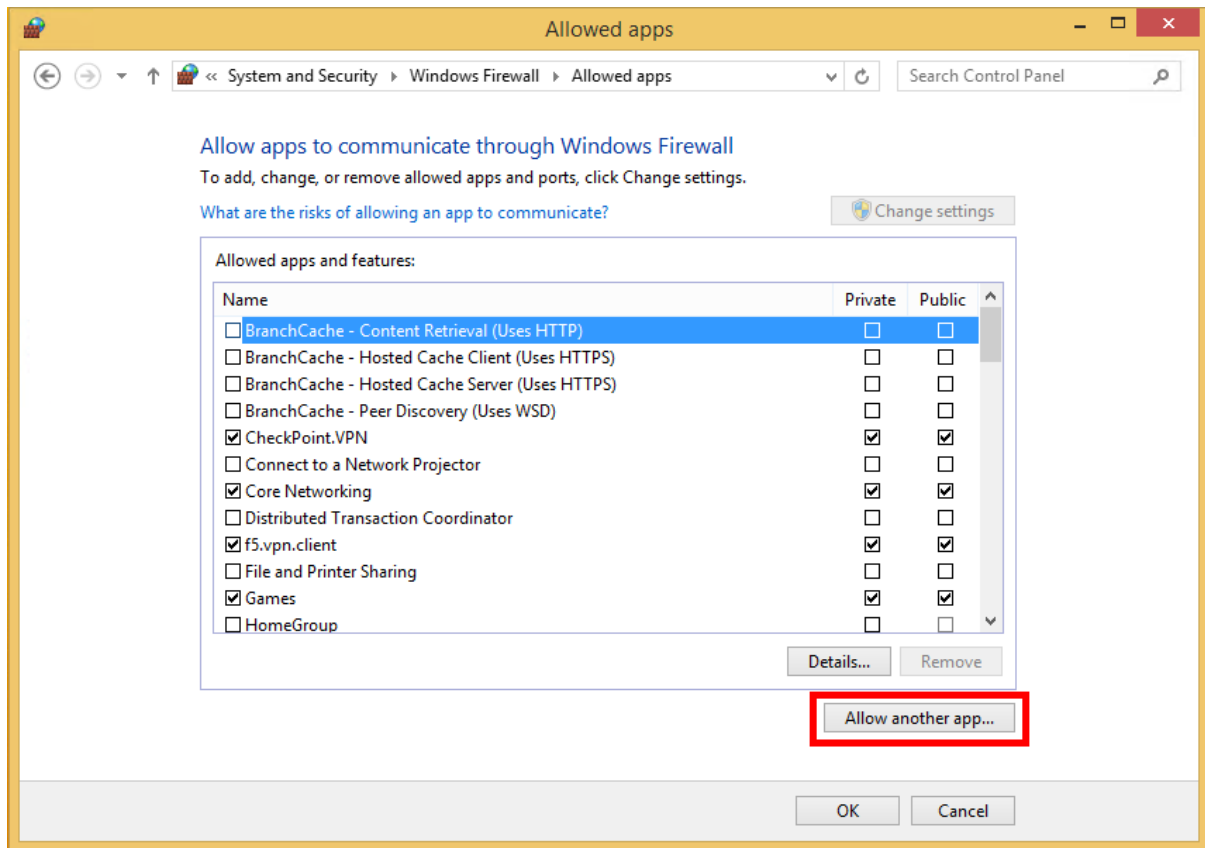 Allowed apps
« System and Security Windows Firewall Allowed apps
Search Control Panel
Allow apps to communicate through Windows Firewall
To add, change, or remove allowed apps and ports, click Change settings.
What are the risks of allowing an app to communicate?
Change settings
Allowed apps and features:
Name Private Public
BranchCache - Content Retrieval (Uses HTTP)
BranchCache - Hosted Cache Client (Uses HTTPS)
BranchCache - Hosted Cache Server (Uses HTTPS)
BranchCache - Peer Discovery (Uses WSD)
CheckPoint.VPN
Connect to a Network Projector
Core Networking
Distributed Transaction Coordinator
f5.vpn.client
File and Printer Sharing
Games
HomeGroup
Details... Remove
Allow another app...
OK Cancel